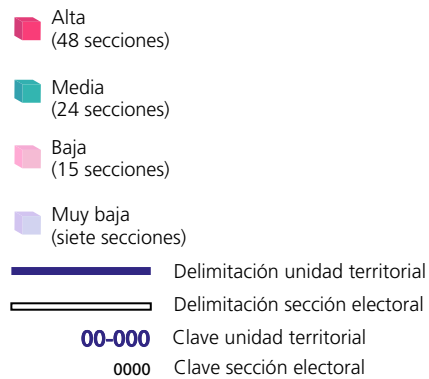 Alta
(48 secciones)
Media
(24 secciones)
Baja
(15 secciones)
Muy baja
(siete secciones)
Delimitación unidad territorial
Delimitación sección electoral
00-000 Clave unidad territorial
0000 Clave sección electoral